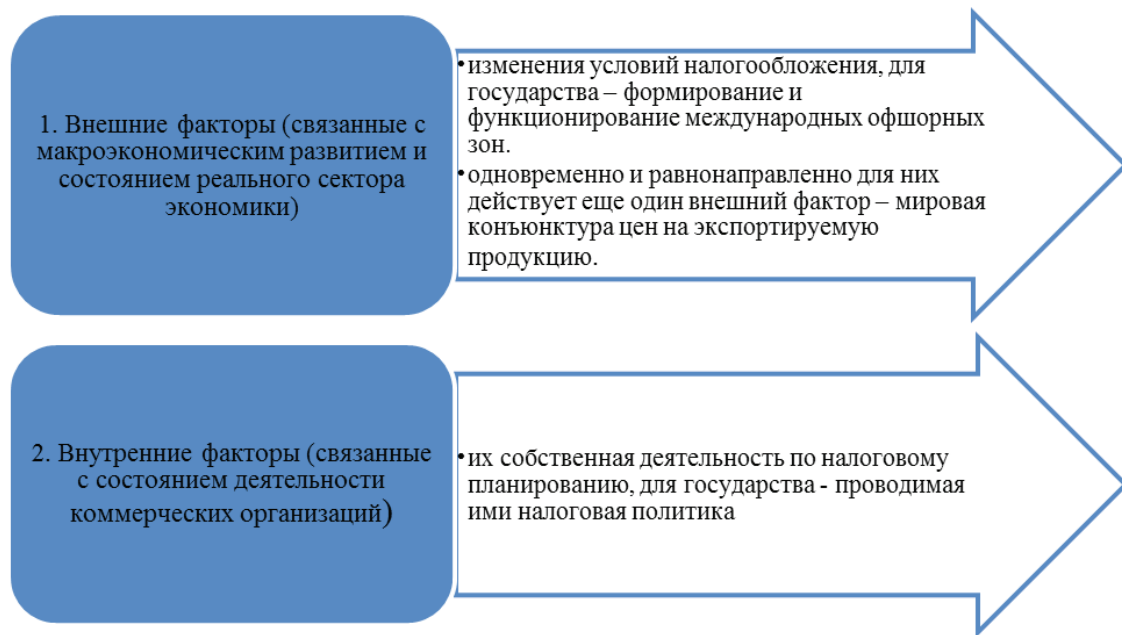 1. Внешние факторы (связанные с
макроэкономическим развитием и
состоянием реального сектора
экономики)
•изменения условий налогообложения, для
государства – формирование и
функционирование международных офшорных
зон.
•одновременно и равнонаправленно для них
действует еще один внешний фактор – мировая
конъюнктура цен на экспортируемую
продукцию.
2. Внутренние факторы (связанные
с состоянием деятельности
коммерческих организаций)
•их собственная деятельность по налоговому
планированию, для государства - проводимая
ими налоговая политика